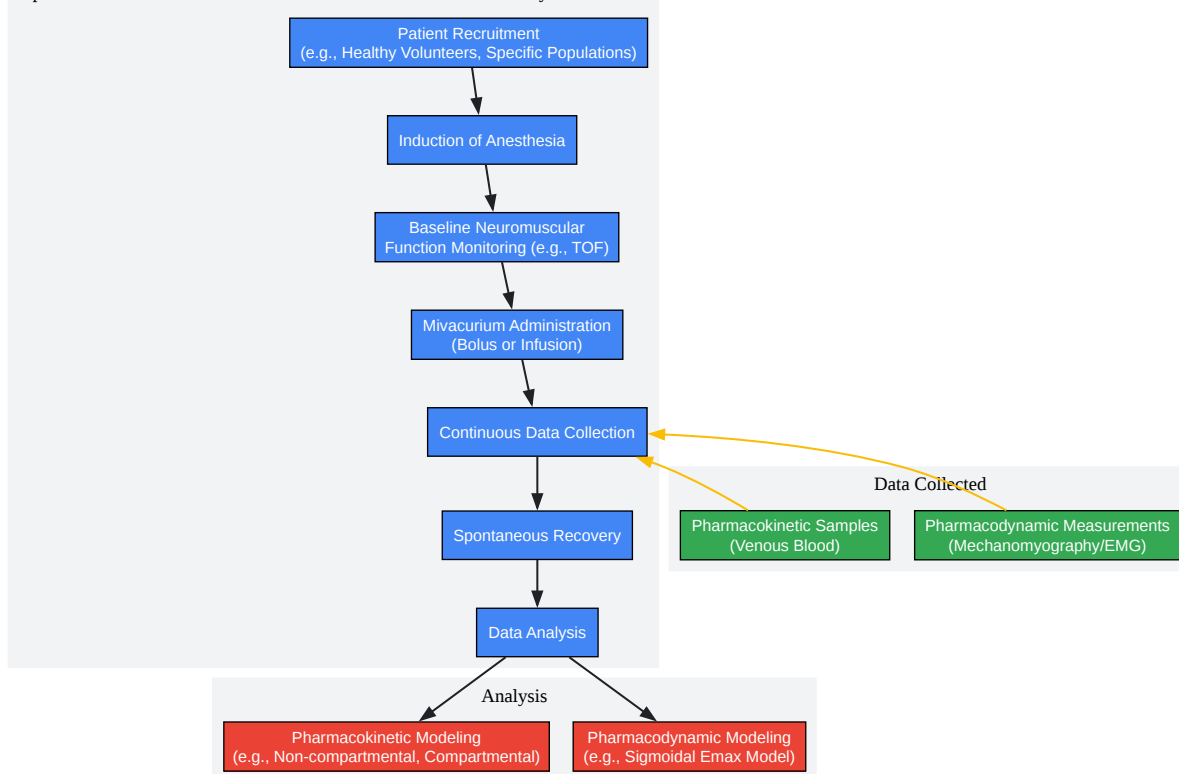 Patient Recruitment
(e.g., Healthy Volunteers, Specific Populations)
Induction of Anesthesia
Baseline Neuromuscular
Function Monitoring (e.g., TOF)
Mivacurium Administration
(Bolus or Infusion)
Continuous Data Collection
Data Collected
Pharmacokinetic Samples
(Venous Blood)
Pharmacodynamic Measurements
(Mechanomyography/EMG)
Spontaneous Recovery
Data Analysis
Analysis
Pharmacokinetic Modeling
(e.g., Non-compartmental, Compartmental)
Pharmacodynamic Modeling
(e.g., Sigmoidal Emax Model)